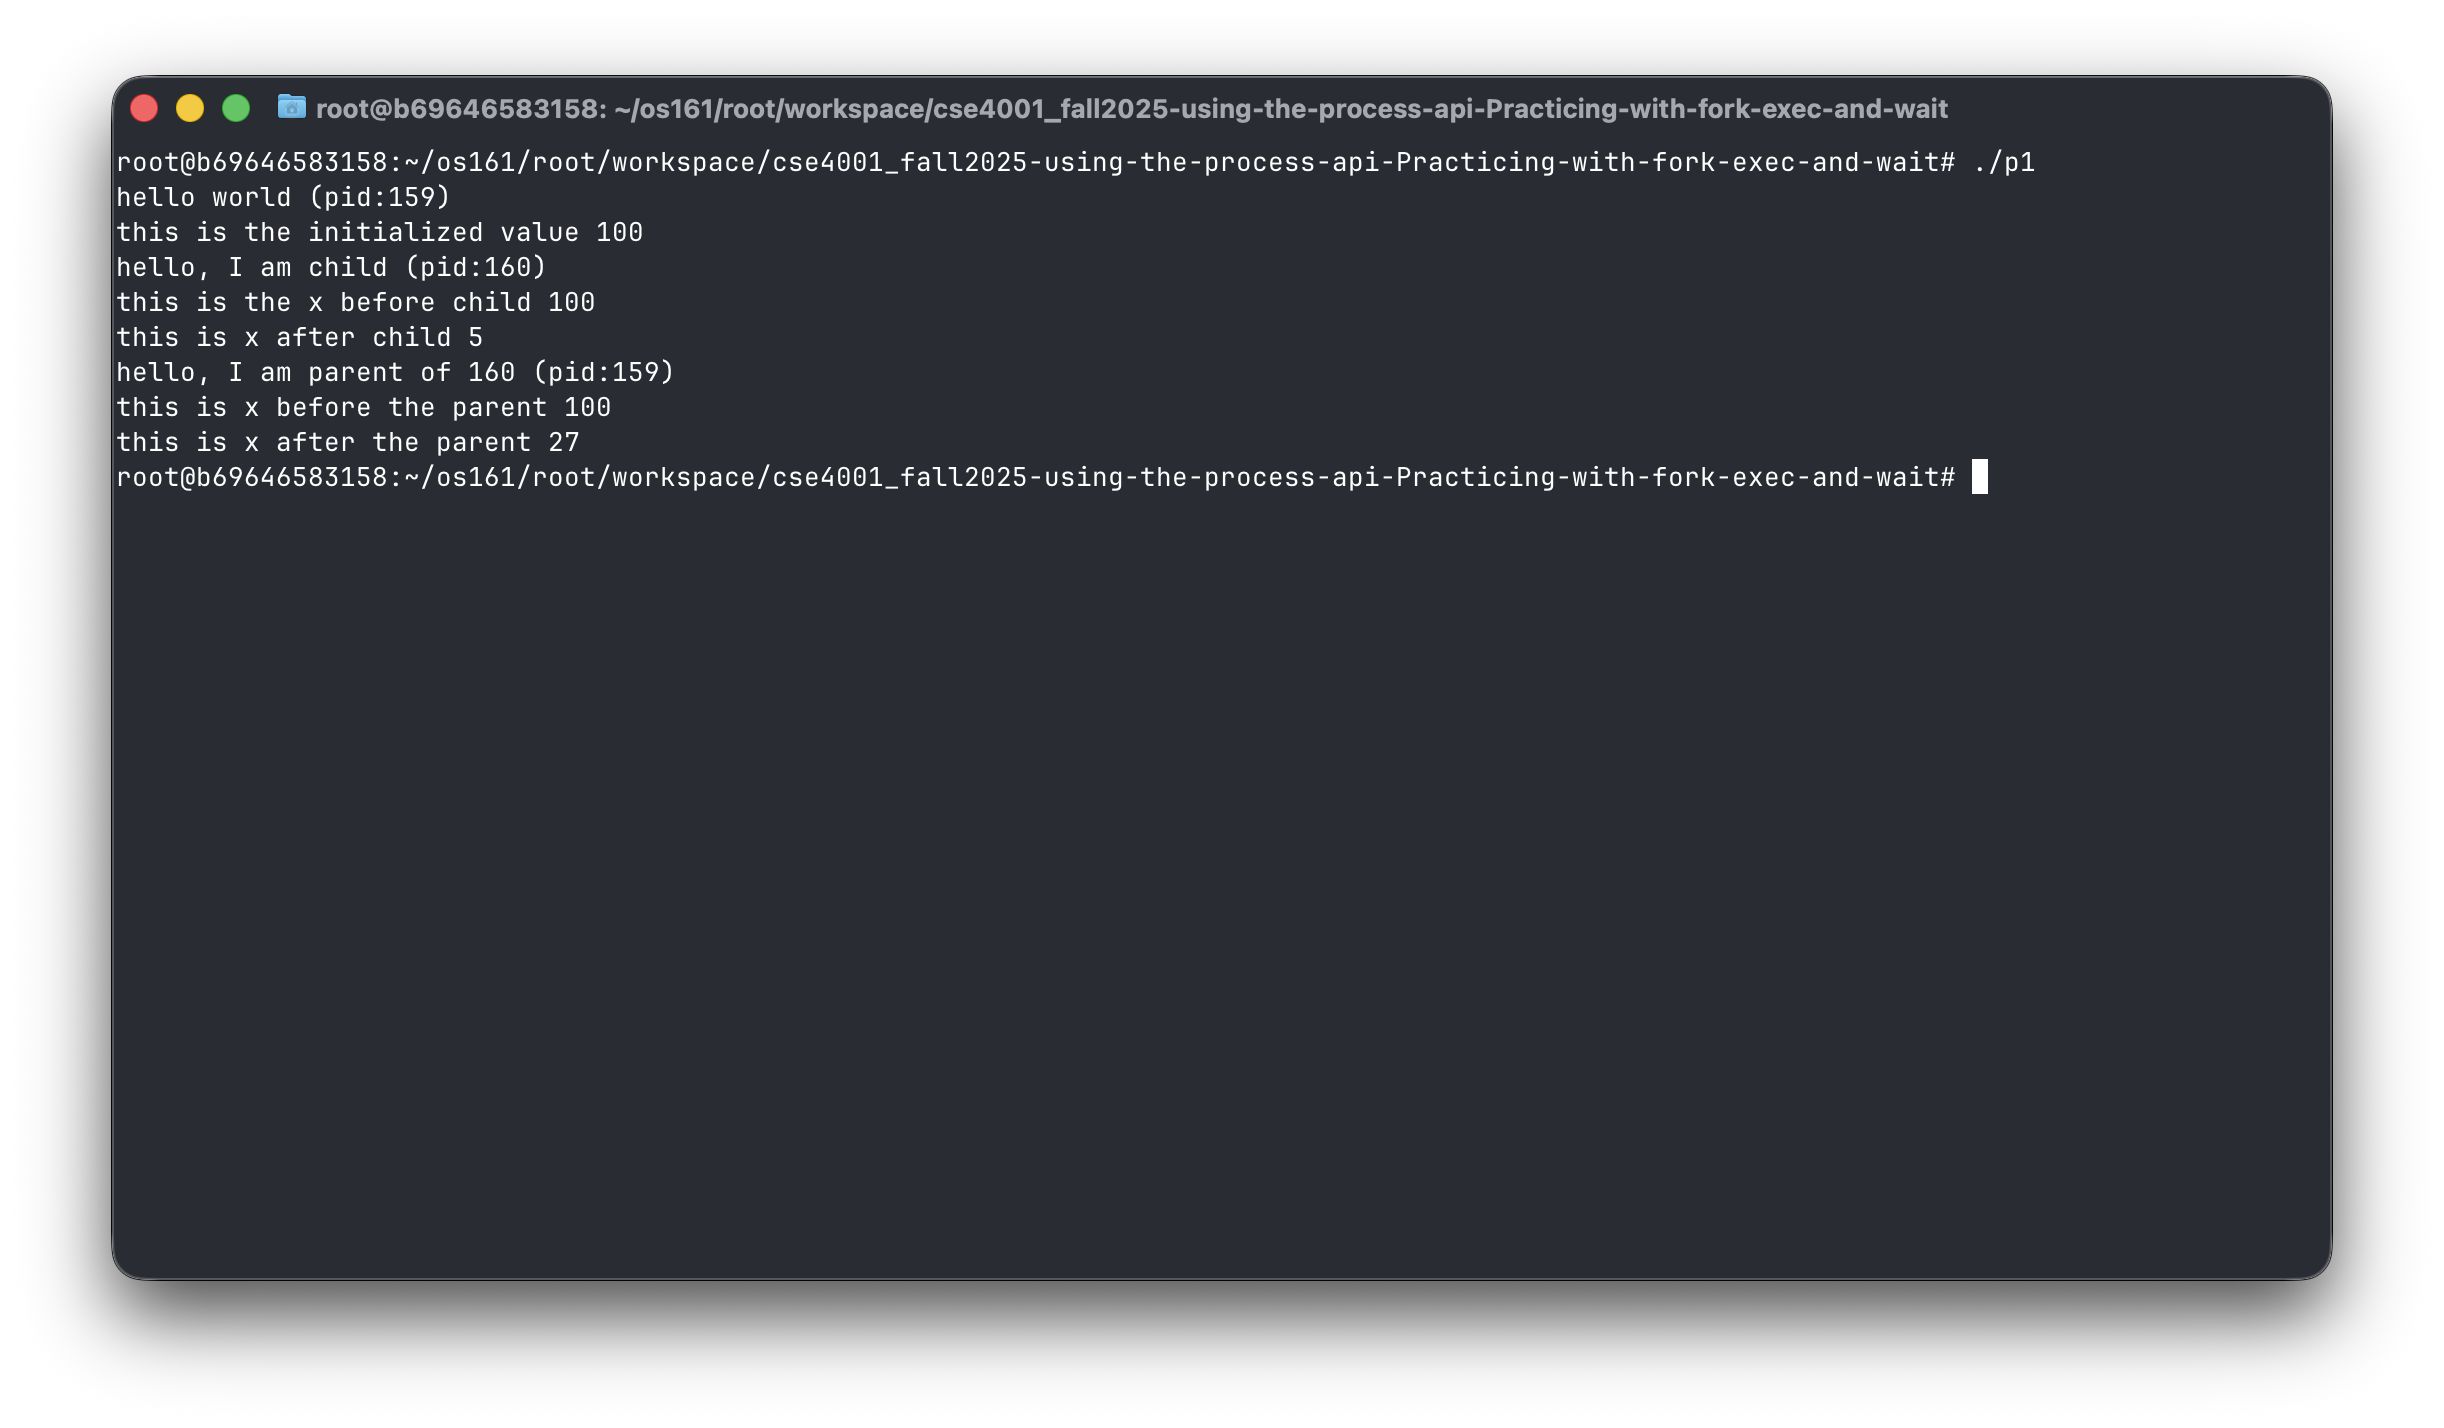 root@b69646583158: ~/os161/root/workspace/cse4001_fall2025-using-the-process-api-Practicing-with-fork-exec-and-wait
root@b69646583158:~/os161/root/workspace/cse4001_fall2025-using-the-process-api-Practicing-with-fork-exec-and-wait# ./p1
hello world (pid:159)
this is the initialized value 100
hello, I am child (pid:160)
this is the x before child 100
this is x after child 5
hello, I am parent of 160 (pid:159)
this is x before the parent 100
this is x after the parent 27
root@b69646583158:~/os161/root/workspace/cse4001_fall2025-using-the-process-api-Practicing-with-fork-exec-and-wait#